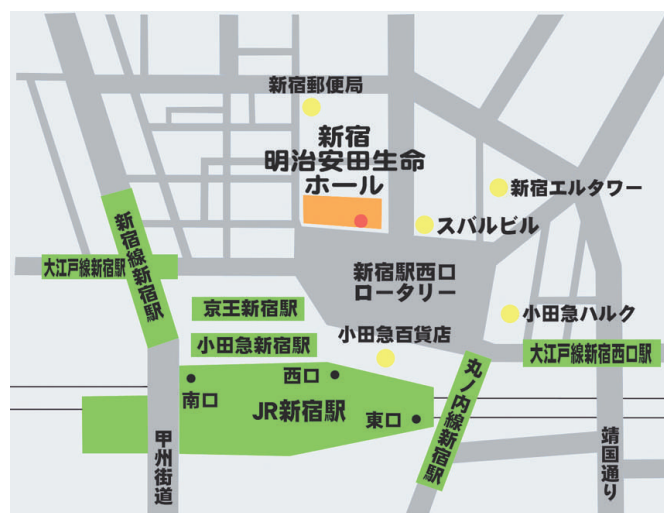 新宿郵便局
新宿
明治安田生命
ホール
新宿エルタワー
スバルビル
新宿線新宿駅
大江戸線新宿駅
新宿駅西口
ロータリー
京王新宿駅
小田急ハルク
小田急新宿駅
小田急百貨店
大江戸線新宿西口駅
西口
南口
JR新宿駅
東口
丸ノ内線新宿駅
甲州街道
靖国通り